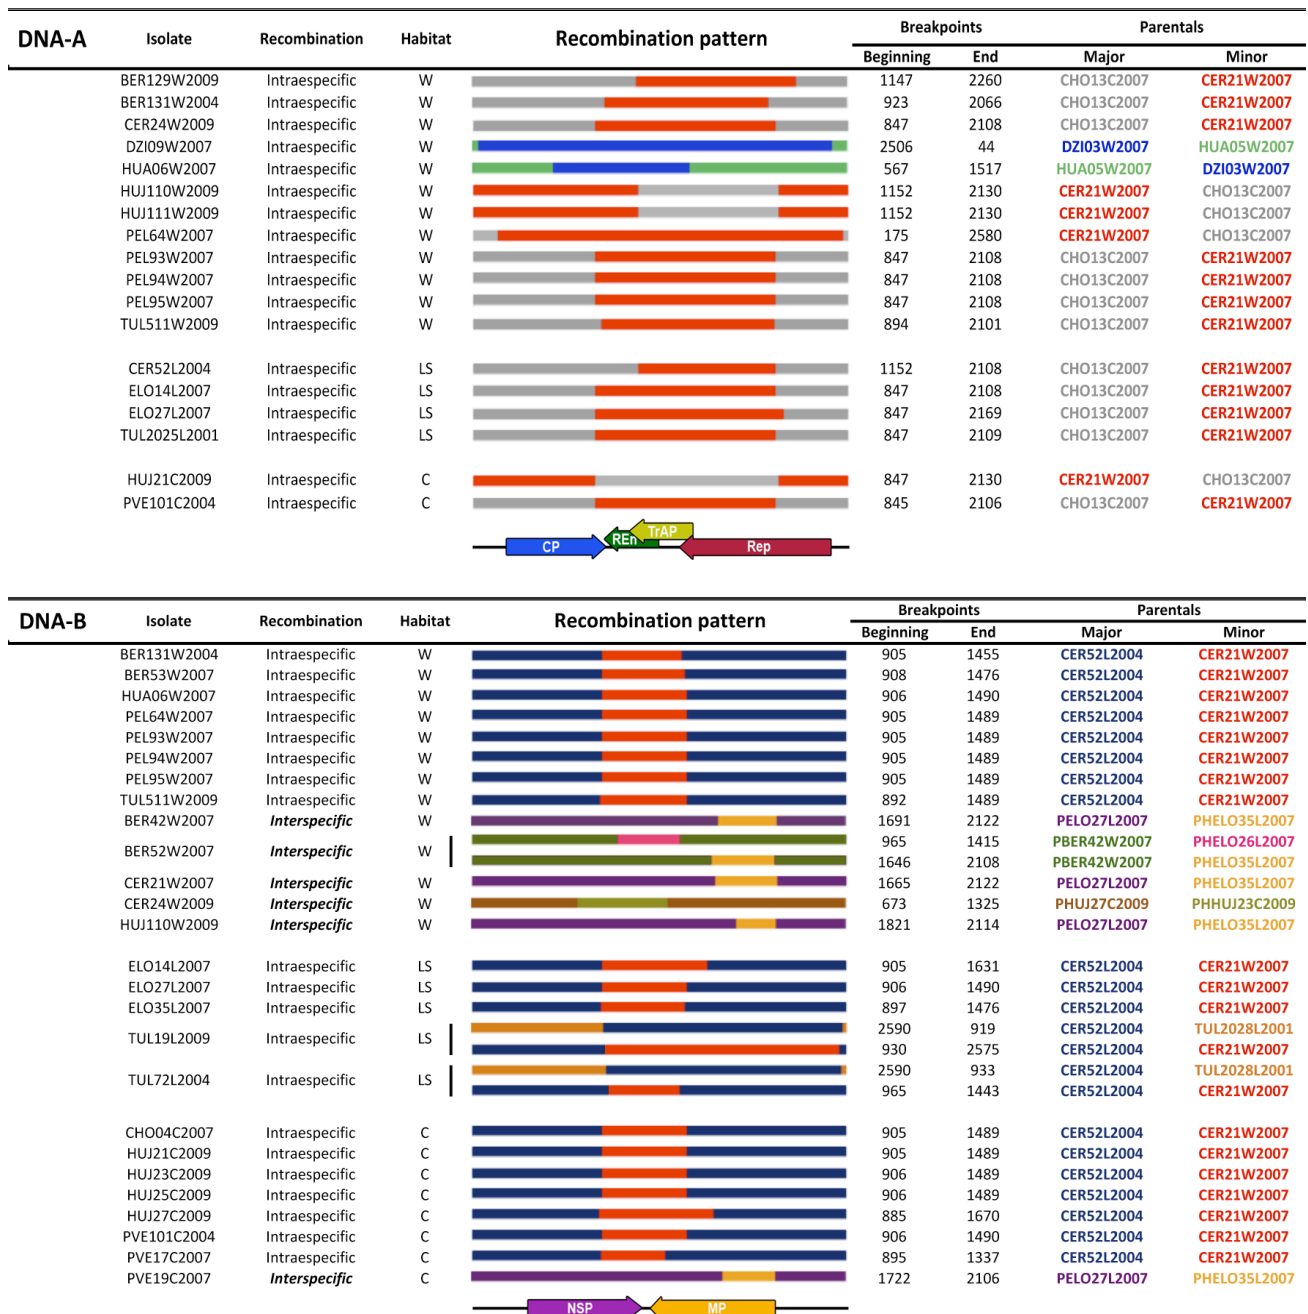 DNA-A Isolate Recombination Habitat Recombination pattern Breakpoints Parentals
Beginning End Major Minor
BER129W2009 Intraespecific W 1147 2260 CHO13C2007 CER21W2007
BER131W2004 Intraespecific W 923 2066 CHO13C2007 CER21W2007
CER24W2009 Intraespecific W 847 2108 CHO13C2007 CER21W2007
DZI09W2007 Intraespecific W 2506 44 DZI03W2007 HUA05W2007
HUA06W2007 Intraespecific W 567 1517 HUA05W2007 DZI03W2007
HUJ110W2009 Intraespecific W 1152 2130 CER21W2007 CHO13C2007
HUJ111W2009 Intraespecific W 1152 2130 CER21W2007 CHO13C2007
PEL64W2007 Intraespecific W 175 2580 CER21W2007 CHO13C2007
PEL93W2007 Intraespecific W 847 2108 CHO13C2007 CER21W2007
PEL94W2007 Intraespecific W 847 2108 CHO13C2007 CER21W2007
PEL95W2007 Intraespecific W 847 2108 CHO13C2007 CER21W2007
TUL511W2009 Intraespecific W 894 2101 CHO13C2007 CER21W2007
CER52L2004 Intraespecific LS 1152 2108 CHO13C2007 CER21W2007
ELO14L2007 Intraespecific LS 847 2108 CHO13C2007 CER21W2007
ELO27L2007 Intraespecific LS 847 2169 CHO13C2007 CER21W2007
TUL2025L2001 Intraespecific LS 847 2109 CHO13C2007 CER21W2007
HUJ21C2009 Intraespecific C 847 2130 CER21W2007 CHO13C2007
PVE101C2004 Intraespecific C 845 2106 CHO13C2007 CER21W2007
CP REn TrAP Rep
DNA-B Isolate Recombination Habitat Recombination pattern Breakpoints Parentals
Beginning End Major Minor
BER131W2004 Intraespecific W 905 1455 CER52L2004 CER21W2007
BER53W2007 Intraespecific W 908 1476 CER52L2004 CER21W2007
HUA06W2007 Intraespecific W 906 1490 CER52L2004 CER21W2007
PEL64W2007 Intraespecific W 905 1489 CER52L2004 CER21W2007
PEL93W2007 Intraespecific W 905 1489 CER52L2004 CER21W2007
PEL94W2007 Intraespecific W 905 1489 CER52L2004 CER21W2007
PEL95W2007 Intraespecific W 905 1489 CER52L2004 CER21W2007
TUL511W2009 Intraespecific W 892 1489 CER52L2004 CER21W2007
BER42W2007 Interspecific W 1691 2122 PELO27L2007 PHELO35L2007
BER52W2007 Interspecific W 965 1415 PBER42W2007 PHELO26L2007
1646 2108 PBER42W2007 PHELO35L2007
CER21W2007 Interspecific W 1665 2122 PELO27L2007 PHELO35L2007
CER24W2009 Interspecific W 673 1325 PHUJ27C2009 PHHUJ23C2009
HUJ110W2009 Interspecific W 1821 2114 PELO27L2007 PHELO35L2007
ELO14L2007 Intraespecific LS 905 1631 CER52L2004 CER21W2007
ELO27L2007 Intraespecific LS 906 1490 CER52L2004 CER21W2007
ELO35L2007 Intraespecific LS 897 1476 CER52L2004 CER21W2007
TUL19L2009 Intraespecific LS 2590 919 CER52L2004 TUL2028L2001
930 2575 CER52L2004 CER21W2007
TUL72L2004 Intraespecific LS 2590 933 CER52L2004 TUL2028L2001
965 1443 CER52L2004 CER21W2007
CHO04C2007 Intraespecific C 905 1489 CER52L2004 CER21W2007
HUJ21C2009 Intraespecific C 905 1489 CER52L2004 CER21W2007
HUJ23C2009 Intraespecific C 906 1489 CER52L2004 CER21W2007
HUJ25C2009 Intraespecific C 906 1489 CER52L2004 CER21W2007
HUJ27C2009 Intraespecific C 885 1670 CER52L2004 CER21W2007
PVE101C2004 Intraespecific C 906 1490 CER52L2004 CER21W2007
PVE17C2007 Intraespecific C 895 1337 CER52L2004 CER21W2007
PVE19C2007 Interspecific C 1722 2106 PELO27L2007 PHELO35L2007
NSP MP